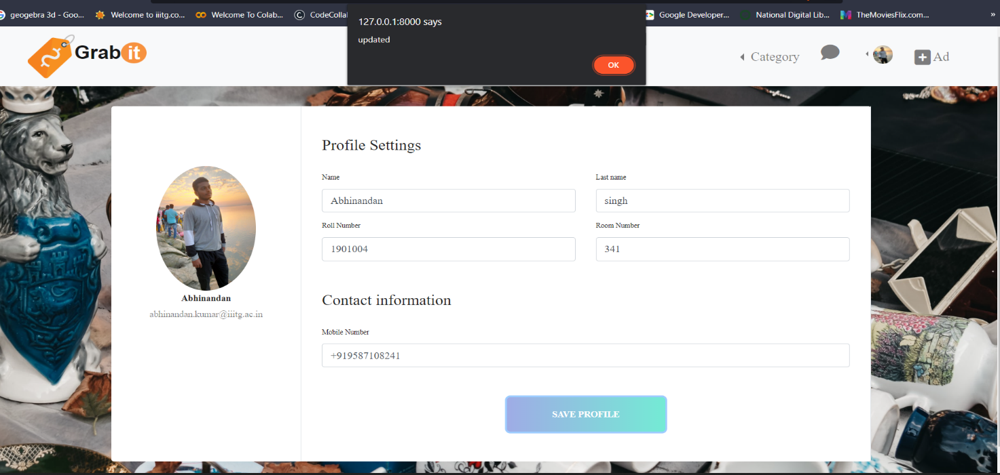 geogebra 3d - Goo...
Welcome to iiitg.co...
Welcome To Colab...
CodeCollal
Google Developer...
National Digital Lib...
TheMoviesFlix.com...
»
127.0.0.1:8000 says
updated
OK
Grab it
Category
Ad
Profile Settings
Name
Last name
Abhinandan
singh
Roll Number
Room Number
1901004
341
Abhinandan
abhinandan.kumar@iiitg.ac.in
Contact information
Mobile Number
+919587108241
SAVE PROFILE